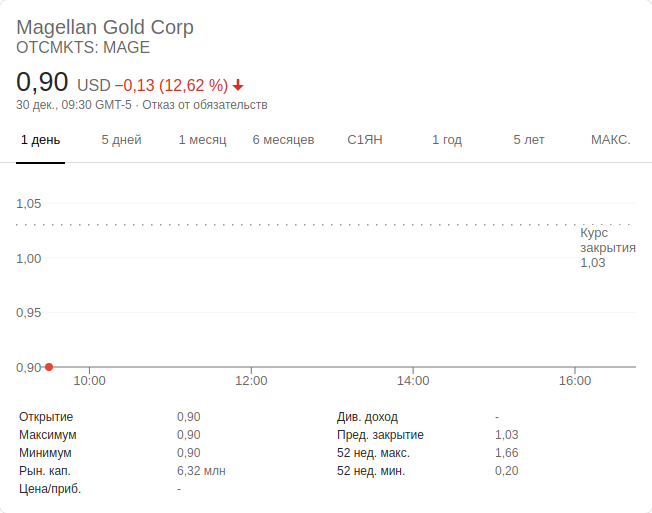 Magellan Gold Corp
OTCMKTS: MAGE
0,90 USD −0,13 (12,62 %)
30 дек., 09:30 GMT-5 · Отказ от обязательств
1 день 5 дней 1 месяц 6 месяцев С1ЯН 1 год 5 лет МАКС.
1,05
Курс
закрытия
1,03
1,00
0,95
0,90
10:00 12:00 14:00 16:00
Открытие 0,90 Див. доход -
Максимум 0,90 Пред. закрытие 1,03
Минимум 0,90 52 нед. макс. 1,66
Рын. кап. 6,32 млн 52 нед. мин. 0,20
Цена/приб. -